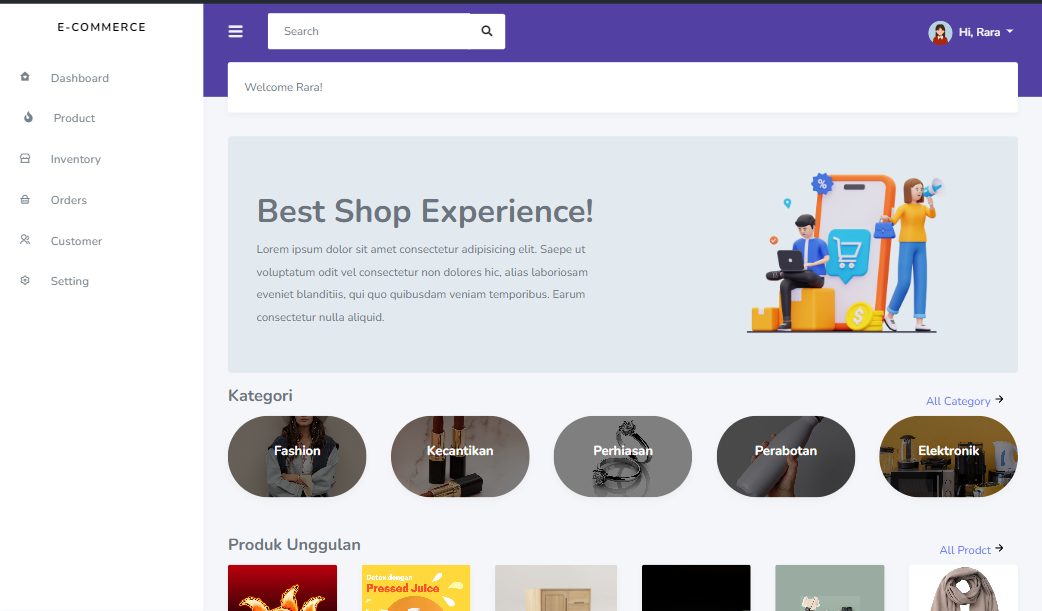 E-COMMERCE
Search
Hi, Rara
Dashboard
Product
Inventory
Orders
Customer
Setting
Welcome Rara!
Best Shop Experience!
Lorem ipsum dolor sit amet consectetur adipisicing elit. Saepe ut
voluptatum odit vel consectetur non dolores hic, alias laboriosam
eveniet blanditiis, qui quo quibusdam veniam temporibus. Earum
consectetur nulla aliquid.
%
$
Kategori
All Category
Fashion
Kecantikan
Perhiasan
Perabotan
Elektronik
Produk Unggulan
All Prodct
Detox dengan
Pressed Juice